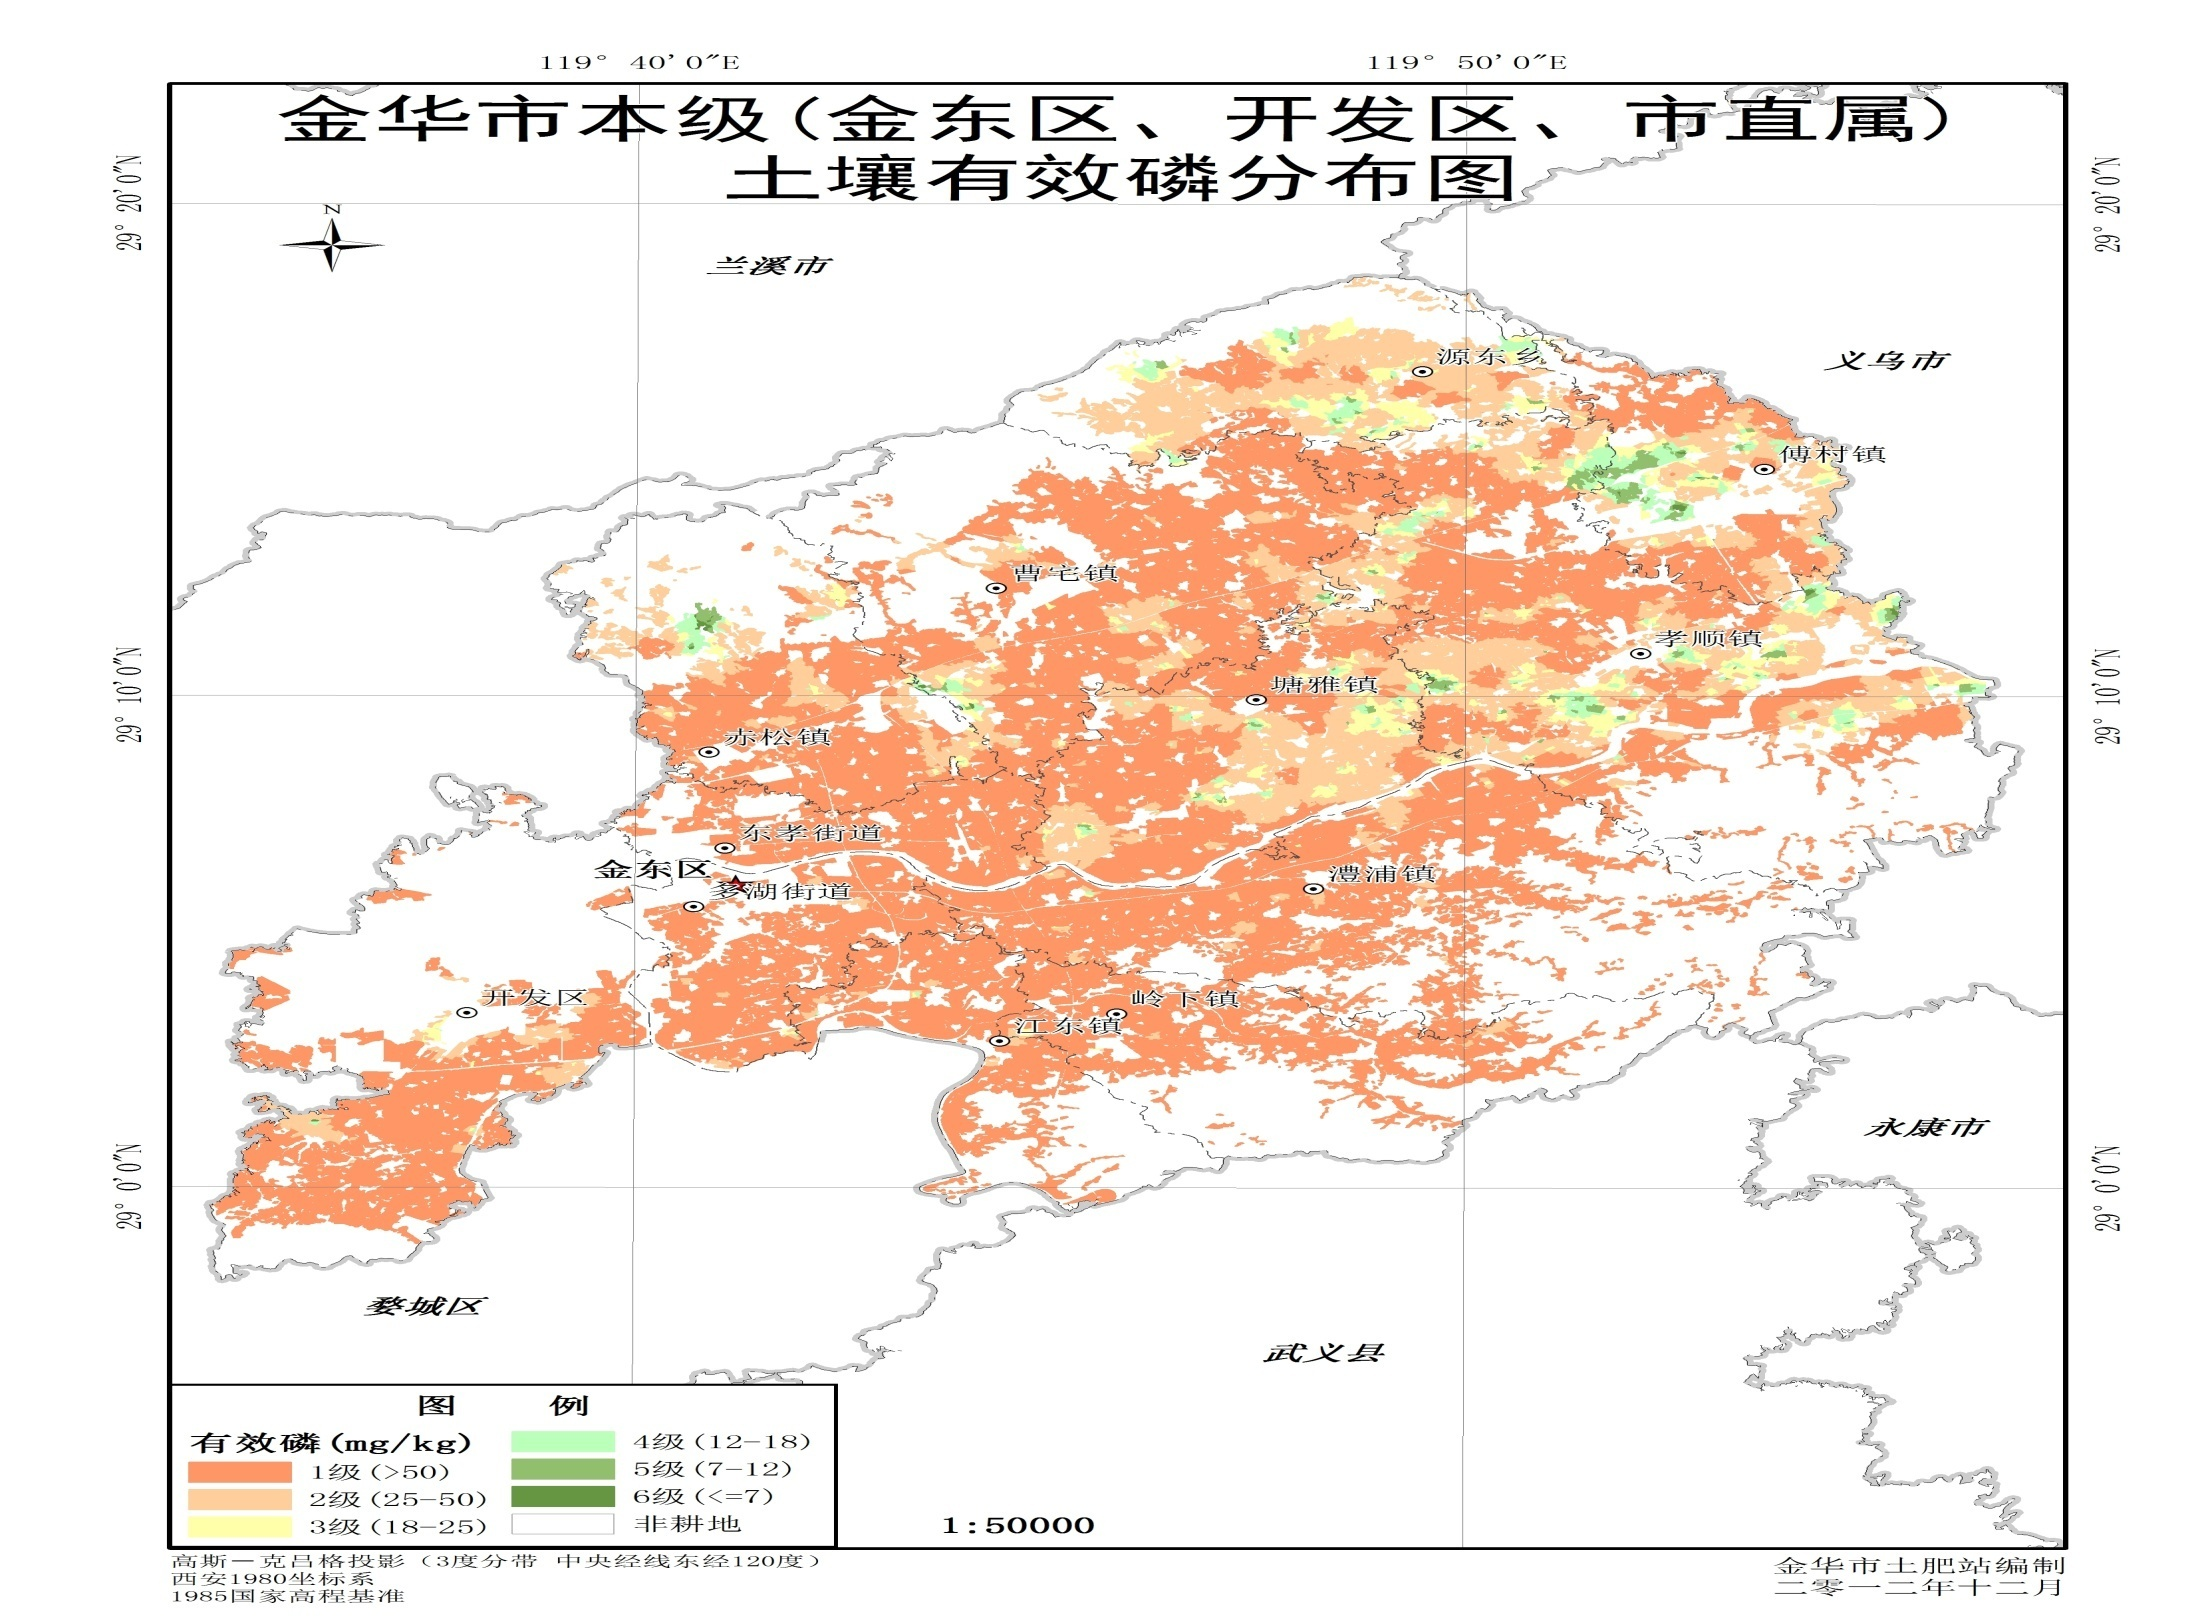 119° 40′0″E
119° 50′0″E
金华市本级(金东区、开发区、市直属)
土壤有效磷分布图
29° 20′0″N
29° 20′0″N
N
兰溪市
源东乡
义乌市
傅村镇
曹宅镇
孝顺镇
29° 10′0″N
29° 10′0″N
塘雅镇
赤松镇
东孝街道
金东区
多湖街道
澧浦镇
开发区
岭下镇
江东镇
永康市
29° 0′0″N
29° 0′0″N
婺城区
武义县
图 例
有效磷(mg/kg)
1级(>50)
2级(25-50)
3级(18-25)
4级(12-18)
5级(7-12)
6级(<=7)
非耕地
1:50000
高斯－克吕格投影（3度分带 中央经线东经120度）
西安1980坐标系
1985国家高程基准
金华市土肥站编制
二零一二年十二月